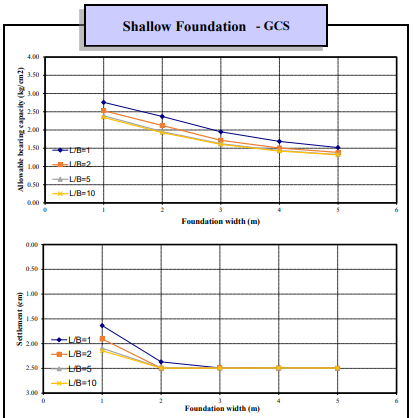 Shallow Foundation - GCS
4.00
3.50
3.00
2.50
2.00
1.50
1.00
0.50
0.00
Allowable bearing capacity (kg/cm2)
L/B=1
L/B=2
L/B=5
L/B=10
0 1 2 3 4 5 6
Foundation width (m)
0.00
0.50
1.00
1.50
2.00
2.50
3.00
Settlement (cm)
L/B=1
L/B=2
L/B=5
L/B=10
0 1 2 3 4 5 6
Foundation width (m)